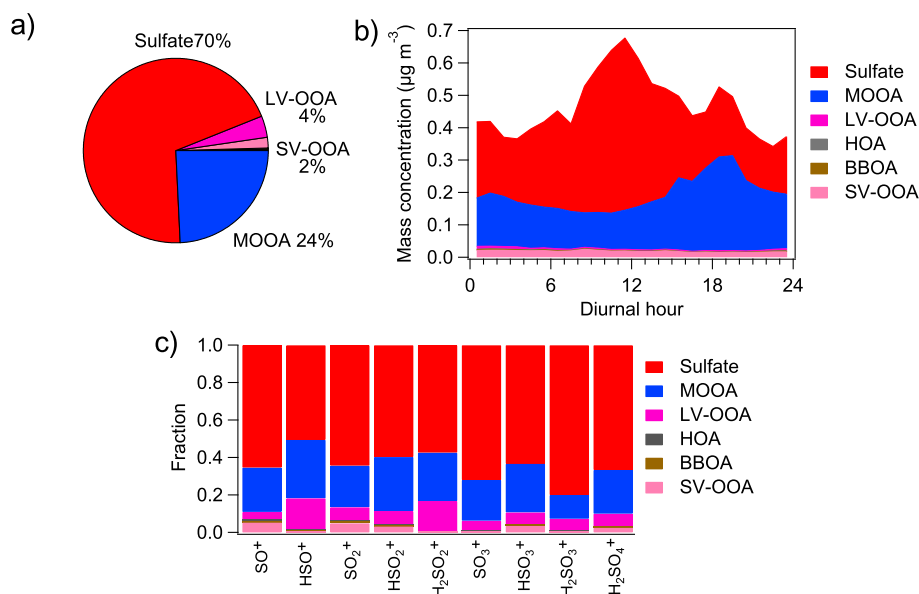 a)
Sulfate70%
LV-OOA
4%
SV-OOA
2%
MOOA 24%
b)
Mass concentration (µg m⁻³)
0.7
0.6
0.5
0.4
0.3
0.2
0.1
0.0
0 6 12 18 24
Diurnal hour
Sulfate
MOOA
LV-OOA
HOA
BBOA
SV-OOA
c)
Fraction
1.0
0.8
0.6
0.4
0.2
0.0
SO⁺ HSO⁺ SO₂⁺ HSO₂⁺ H₂SO₂⁺ SO₃⁺ HSO₃⁺ H₂SO₃⁺ H₂SO₄⁺
Sulfate
MOOA
LV-OOA
HOA
BBOA
SV-OOA